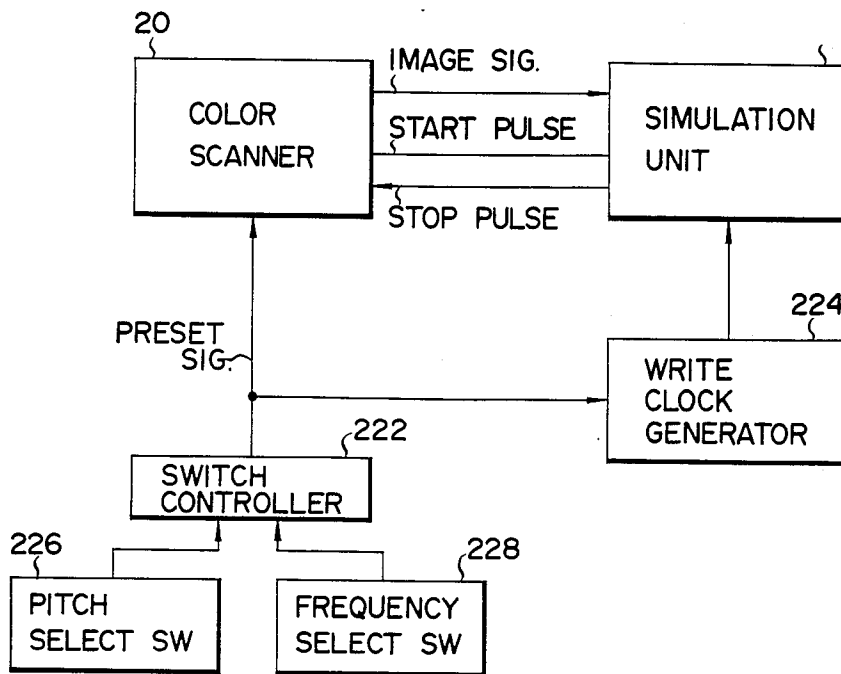 20
IMAGE SIG.
COLOR
SCANNER
START PULSE
STOP PULSE
SIMULATION
UNIT
PRESET
SIG.
224
WRITE
CLOCK
GENERATOR
222
SWITCH
CONTROLLER
226
PITCH
SELECT SW
228
FREQUENCY
SELECT SW